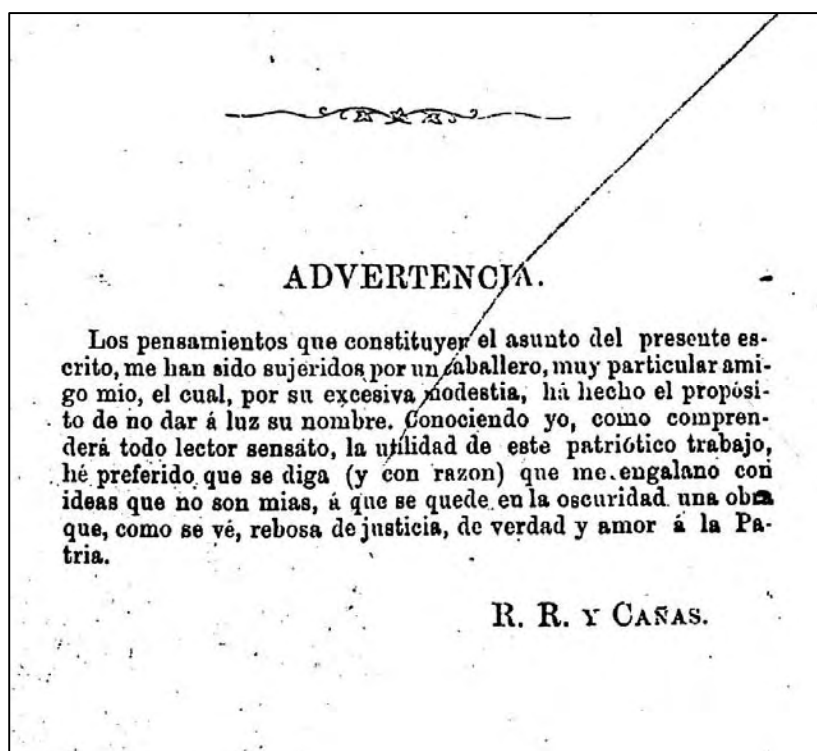 ADVERTENCIA.
Los pensamientos que constituyen el asunto del presente es-
crito, me han sido sujeridos por un caballero, muy particular ami-
go mio, el cual, por su excesiva modestia, há hecho el propósi-
to de no dar á luz su nombre. Conociendo yo, como compren-
derá todo lector sensato, la utilidad de este patriótico trabajo,
hé preferido que se diga (y con razon) que me engalano con
ideas que no son mias, á que se quede en la oscuridad una obra
que, como se vé, rebosa de justicia, de verdad y amor á la Pa-
tria.
R. R. Y CAÑAS.